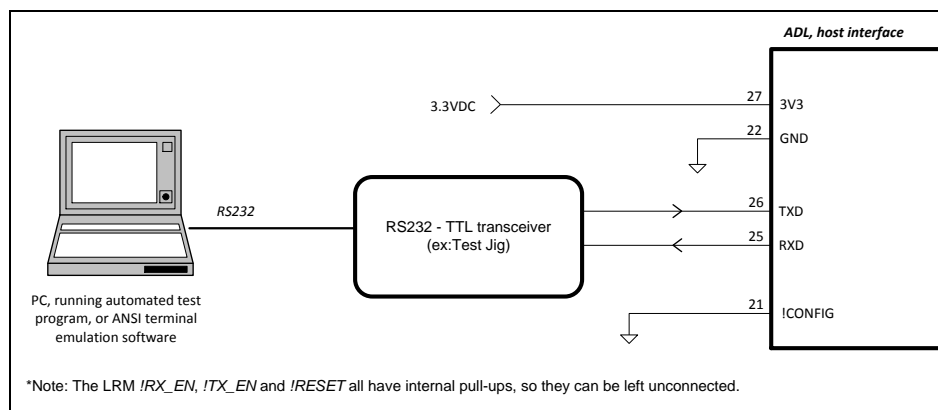 ADL, host interface
3.3VDC
27
3V3
22
GND
RS232
RS232 - TTL transceiver
(ex:Test Jig)
26
TXD
25
RXD
PC, running automated test
program, or ANSI terminal
emulation software
21
!CONFIG
*Note: The LRM !RX_EN, !TX_EN and !RESET all have internal pull-ups, so they can be left unconnected.